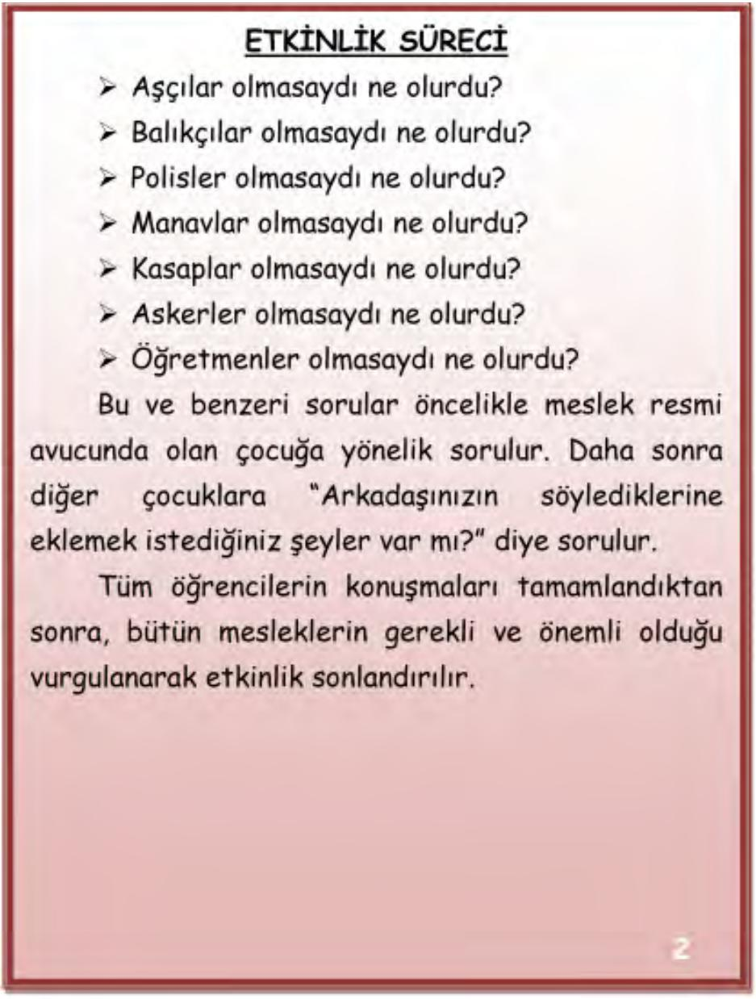 ETKİNLİK SÜRECİ
➢ Aşçılar olmasaydı ne olurdu?
➢ Balıkçılar olmasaydı ne olurdu?
➢ Polisler olmasaydı ne olurdu?
➢ Manavlar olmasaydı ne olurdu?
➢ Kasaplar olmasaydı ne olurdu?
➢ Askerler olmasaydı ne olurdu?
➢ Öğretmenler olmasaydı ne olurdu?
Bu ve benzeri sorular öncelikle meslek resmi
avucunda olan çocuğa yönelik sorulur. Daha sonra
diğer çocuklara “Arkadaşınızın söylediklerine
eklemek istediğiniz şeyler var mı?” diye sorulur.
Tüm öğrencilerin konuşmaları tamamlandıktan
sonra, bütün mesleklerin gerekli ve önemli olduğu
vurgulanarak etkinlik sonlandırılır.
2